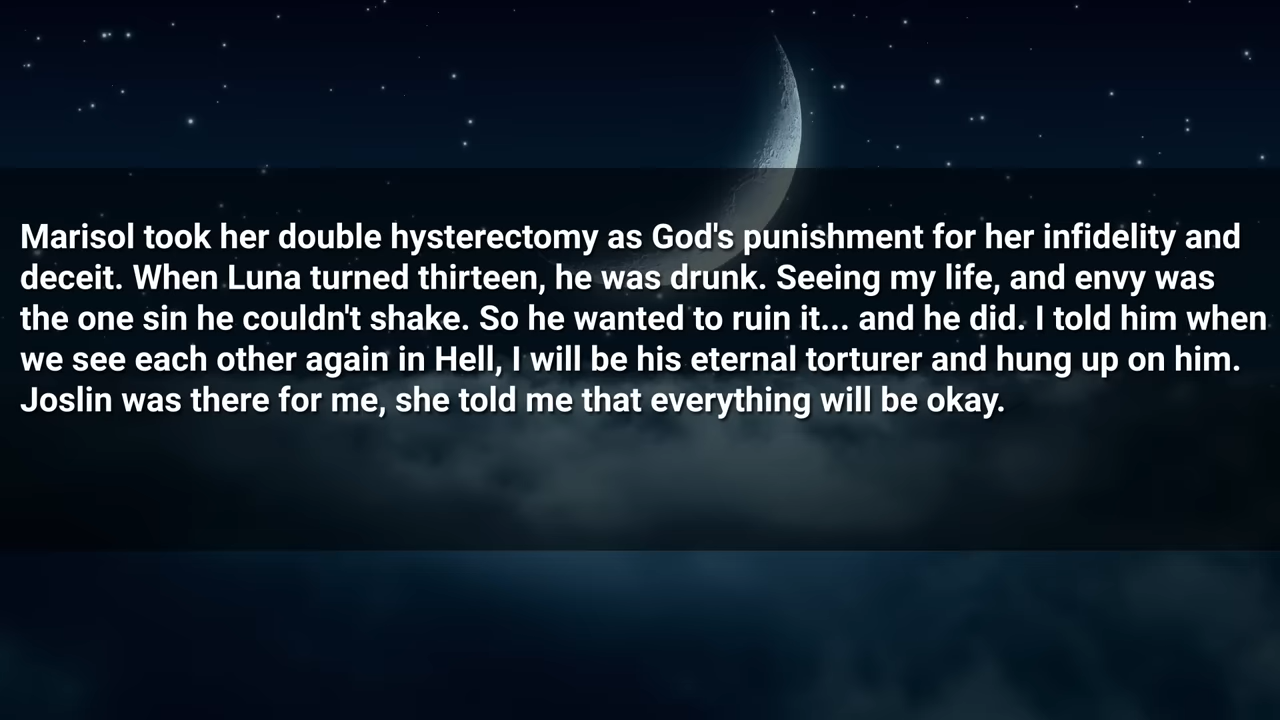 Marisol took her double hysterectomy as God's punishment for her infidelity and
deceit. When Luna turned thirteen, he was drunk. Seeing my life, and envy was
the one sin he couldn't shake. So he wanted to ruin it... and he did. I told him when
we see each other again in Hell, I will be his eternal torturer and hung up on him.
Joslin was there for me, she told me that everything will be okay.